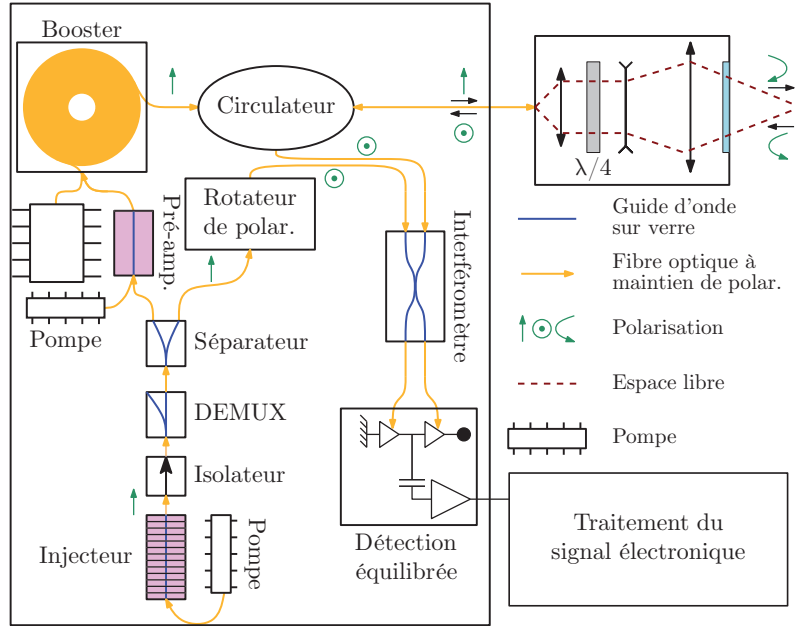 Booster
Circulateur
λ/4
Rotateur
de polar.
Pré-amp.
Interféromètre
Guide d'onde
sur verre
Fibre optique à
maintien de polar.
Polarisation
Espace libre
Pompe
Pompe
Séparateur
DEMUX
Isolateur
Injecteur
Pompe
Détection
équilibrée
Traitement du
signal électronique